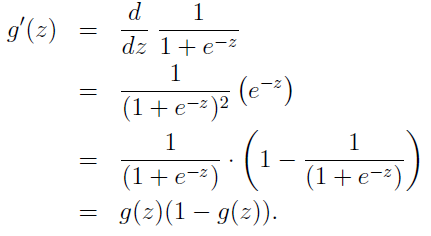 g′(z) = d/dz 1/(1 + e^{−z})
= 1/(1 + e^{−z})^2 (e^{−z})
= 1/(1 + e^{−z}) · (1 − 1/(1 + e^{−z}))
= g(z)(1 − g(z)).